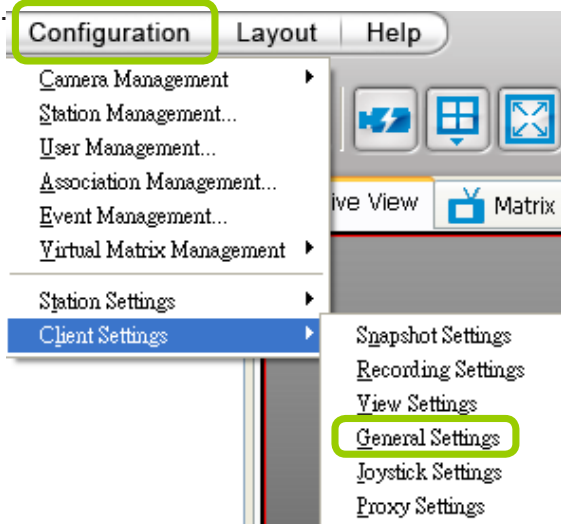 Configuration Layout Help
Camera Management
Station Management...
User Management...
Association Management...
Event Management...
ive View Matrix
Virtual Matrix Management
Station Settings
Client Settings
Snapshot Settings
Recording Settings
View Settings
General Settings
Joystick Settings
Proxy Settings